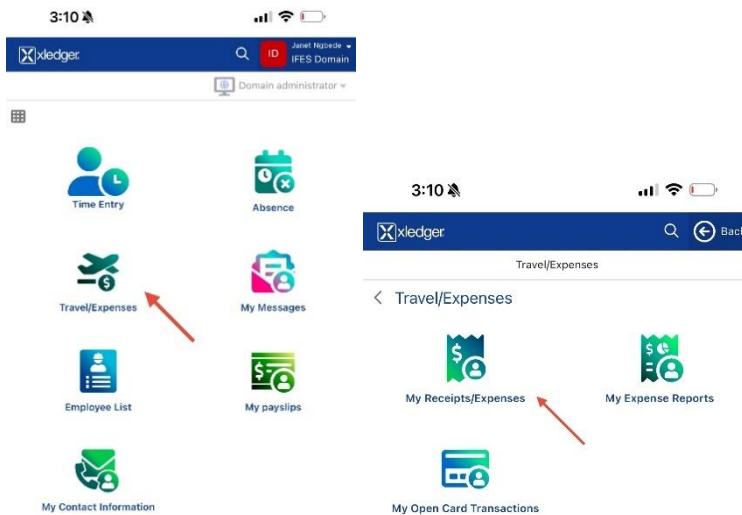 3:10
xledger
ID
Janet Ngbede
IFES Domain
Domain administrator
Time Entry
Absence
$
Travel/Expenses
My Messages
$
Employee List
My payslips
My Contact Information
3:10
xledger
Back
Travel/Expenses
Travel/Expenses
$
$
My Receipts/Expenses
My Expense Reports
My Open Card Transactions